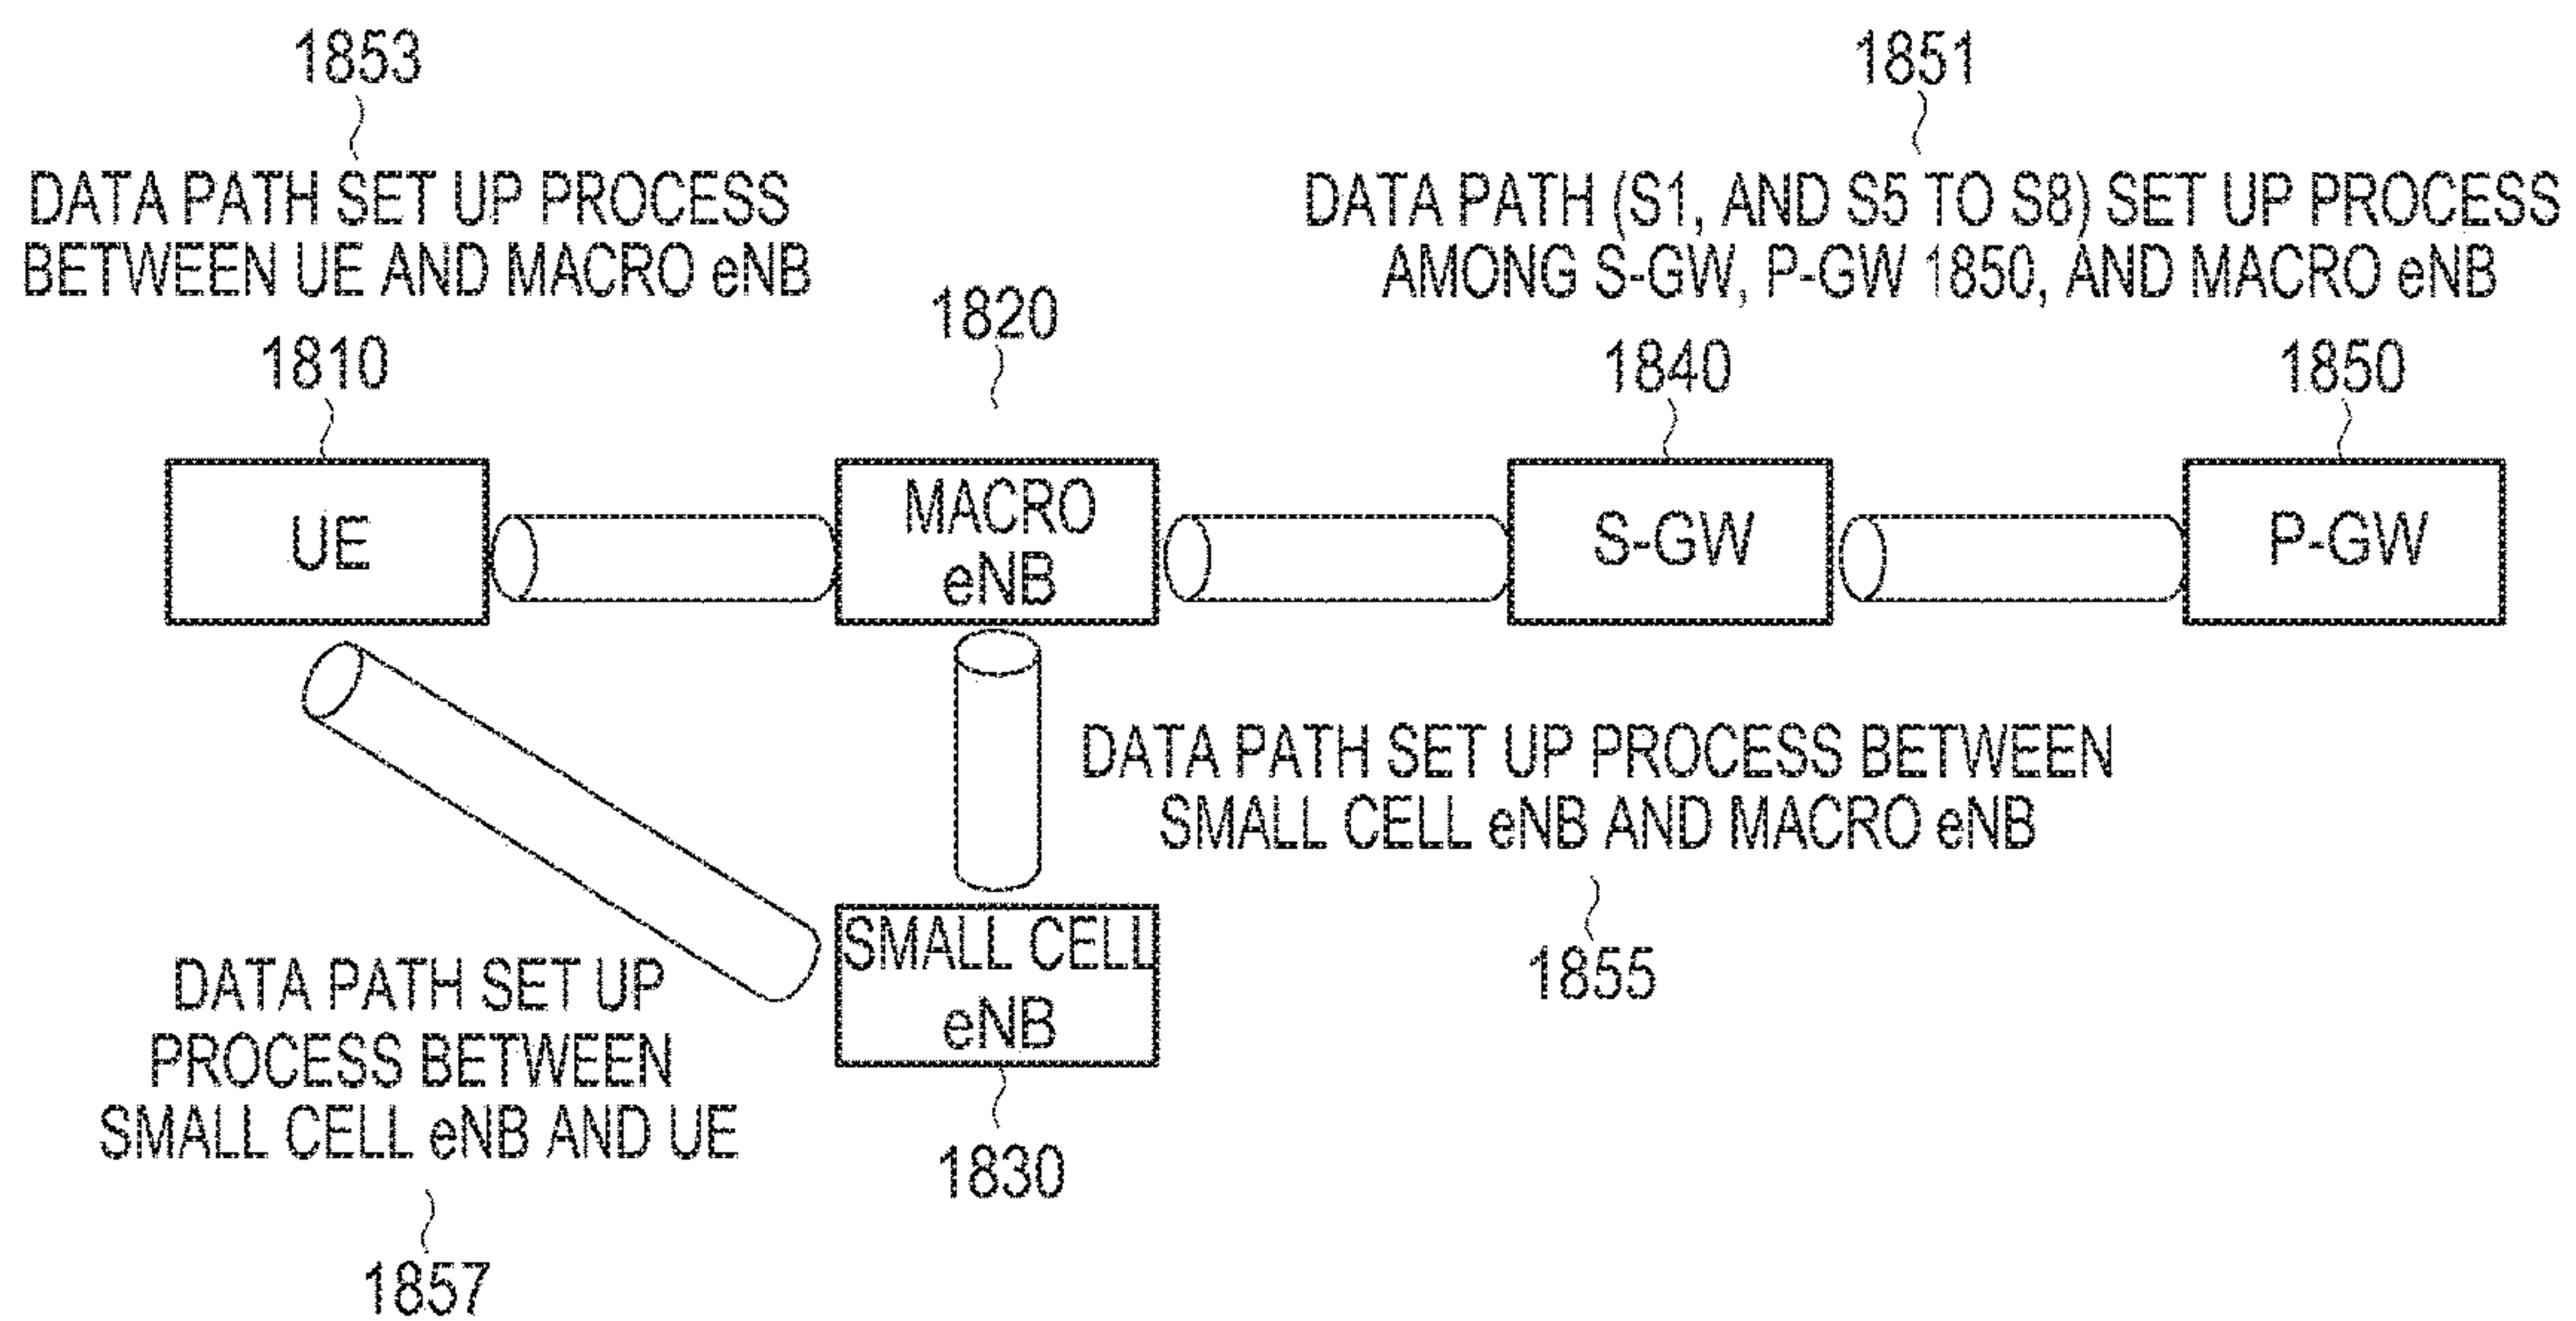 1853
DATA PATH SET UP PROCESS
BETWEEN UE AND MACRO eNB
1851
DATA PATH (S1, AND S5 TO S8) SET UP PROCESS
AMONG S-GW, P-GW 1850, AND MACRO eNB
1810
1820
1840
1850
UE
MACRO
eNB
S-GW
P-GW
DATA PATH SET UP PROCESS BETWEEN
SMALL CELL eNB AND MACRO eNB
1855
SMALL CELL
eNB
1830
DATA PATH SET UP
PROCESS BETWEEN
SMALL CELL eNB AND UE
1857